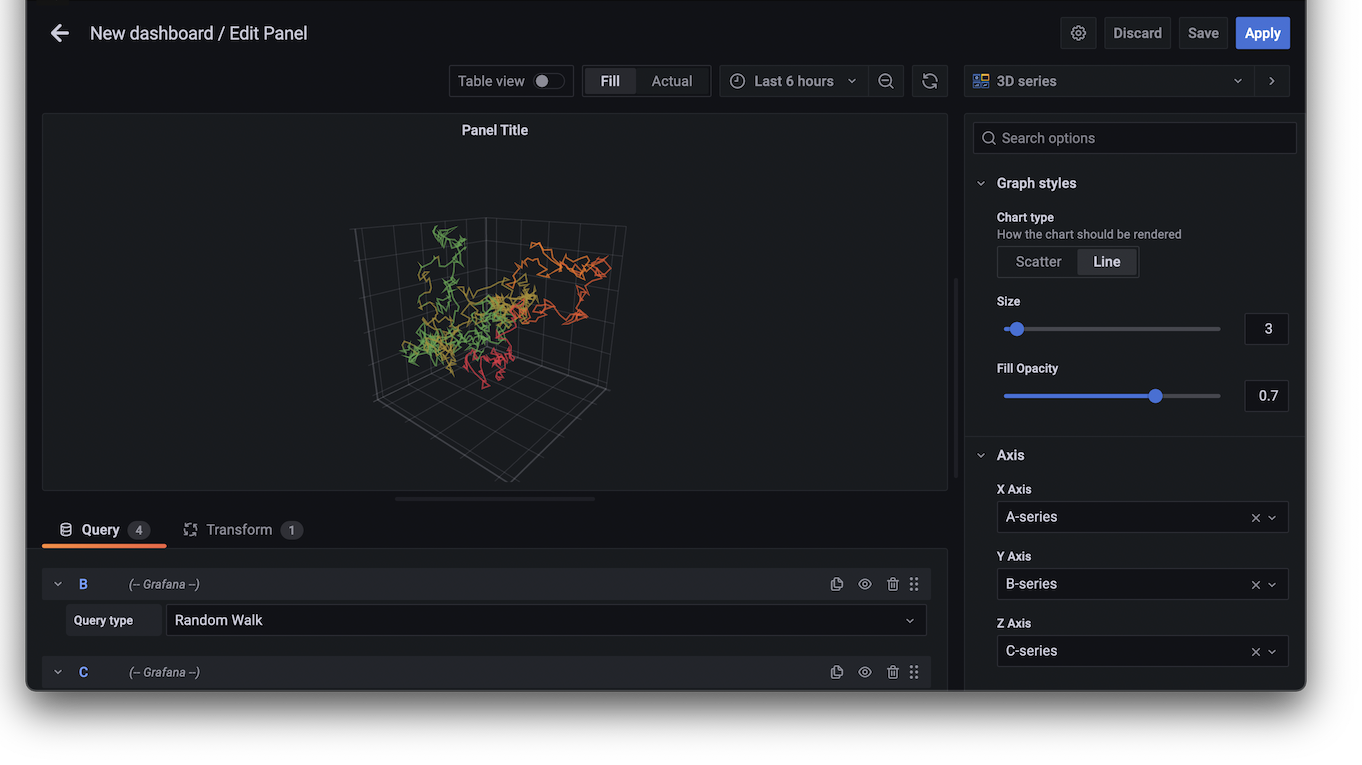 New dashboard / Edit Panel
Discard
Save
Apply
Table view
Fill
Actual
Last 6 hours
3D series
Panel Title
Search options
Graph styles
Chart type
How the chart should be rendered
Scatter
Line
Size
3
Fill Opacity
0.7
Axis
X Axis
A-series
Y Axis
B-series
Z Axis
C-series
Query 4
Transform 1
B (-- Grafana --)
Query type Random Walk
C (-- Grafana --)